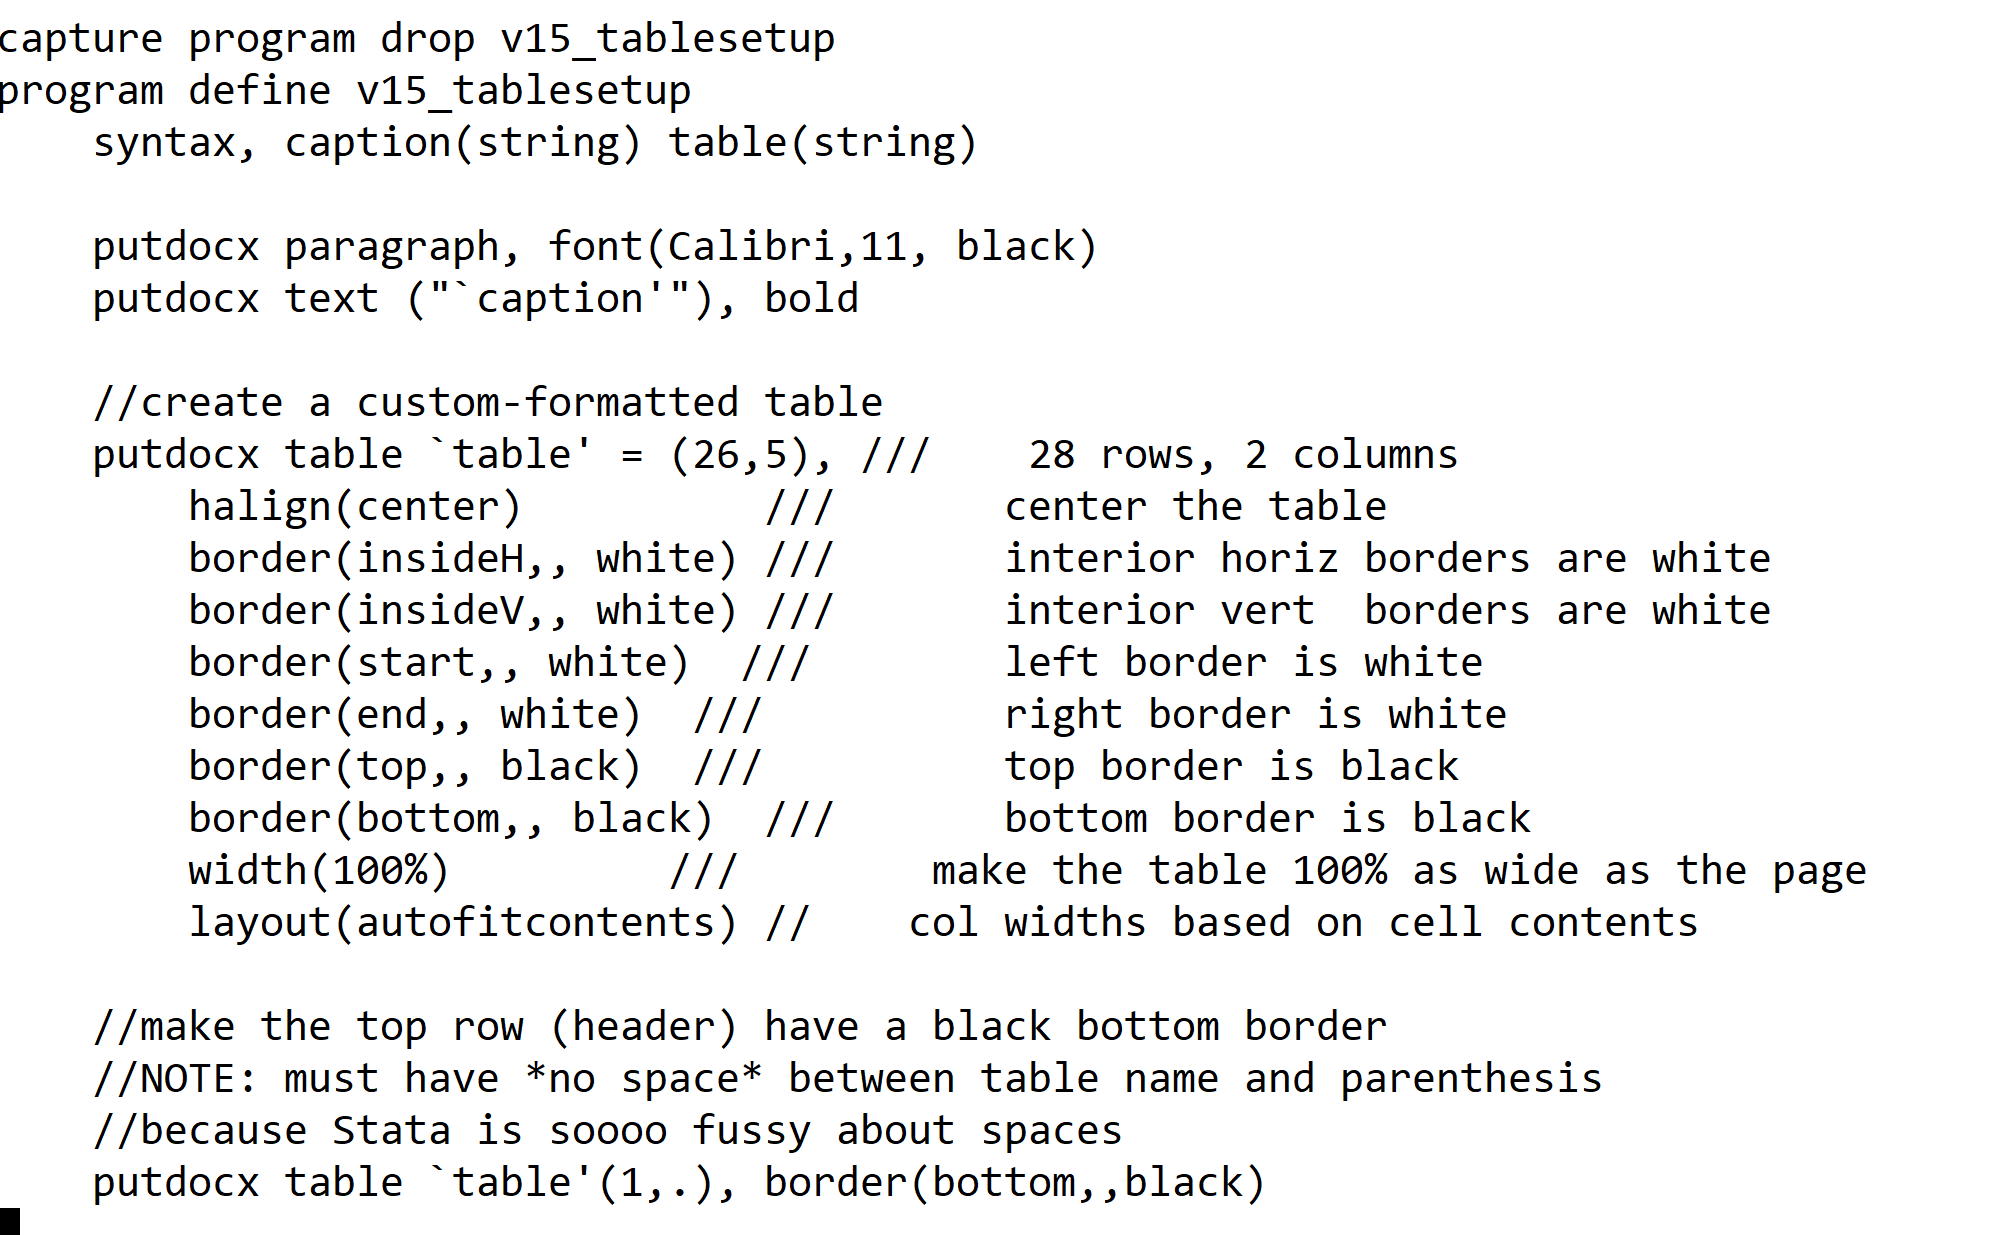 capture program drop v15_tablesetup
program define v15_tablesetup
    syntax, caption(string) table(string)

    putdocx paragraph, font(Calibri,11, black)
    putdocx text ("`caption'"), bold

    //create a custom-formatted table
    putdocx table `table' = (26,5), ///    28 rows, 2 columns
        halign(center)          ///       center the table
        border(insideH,, white) ///       interior horiz borders are white
        border(insideV,, white) ///       interior vert  borders are white
        border(start,, white)  ///        left border is white
        border(end,, white)  ///          right border is white
        border(top,, black)  ///          top border is black
        border(bottom,, black)  ///       bottom border is black
        width(100%)         ///        make the table 100% as wide as the page
        layout(autofitcontents) //    col widths based on cell contents

    //make the top row (header) have a black bottom border
    //NOTE: must have *no space* between table name and parenthesis
    //because Stata is soooo fussy about spaces
    putdocx table `table'(1,.), border(bottom,,black)